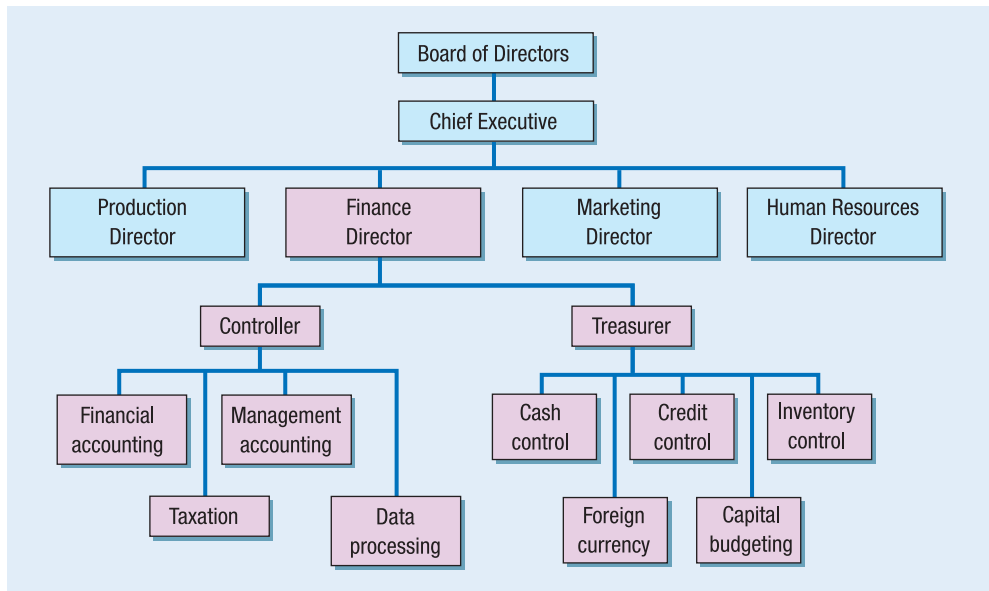 Board of Directors
Chief Executive
Production
Director
Finance
Director
Marketing
Director
Human Resources
Director
Controller
Treasurer
Financial
accounting
Management
accounting
Cash
control
Credit
control
Inventory
control
Taxation
Data
processing
Foreign
currency
Capital
budgeting